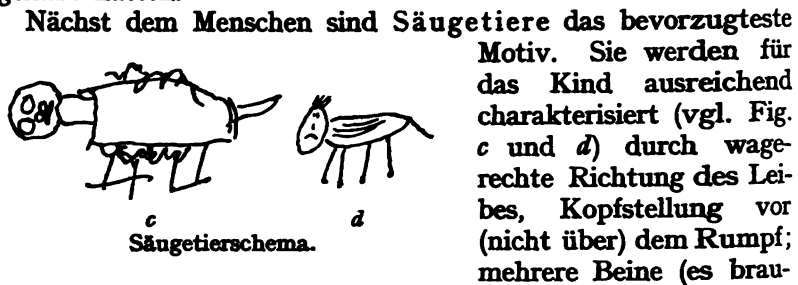 Nächst dem Menschen sind Säugetiere das bevorzugteste
Motiv. Sie werden für
das Kind ausreichend
charakterisiert (vgl. Fig.
c und d) durch wage-
rechte Richtung des Lei-
bes, Kopfstellung vor
(nicht über) dem Rumpf;
mehrere Beine (es brau-
c
d
Säugetierschema.